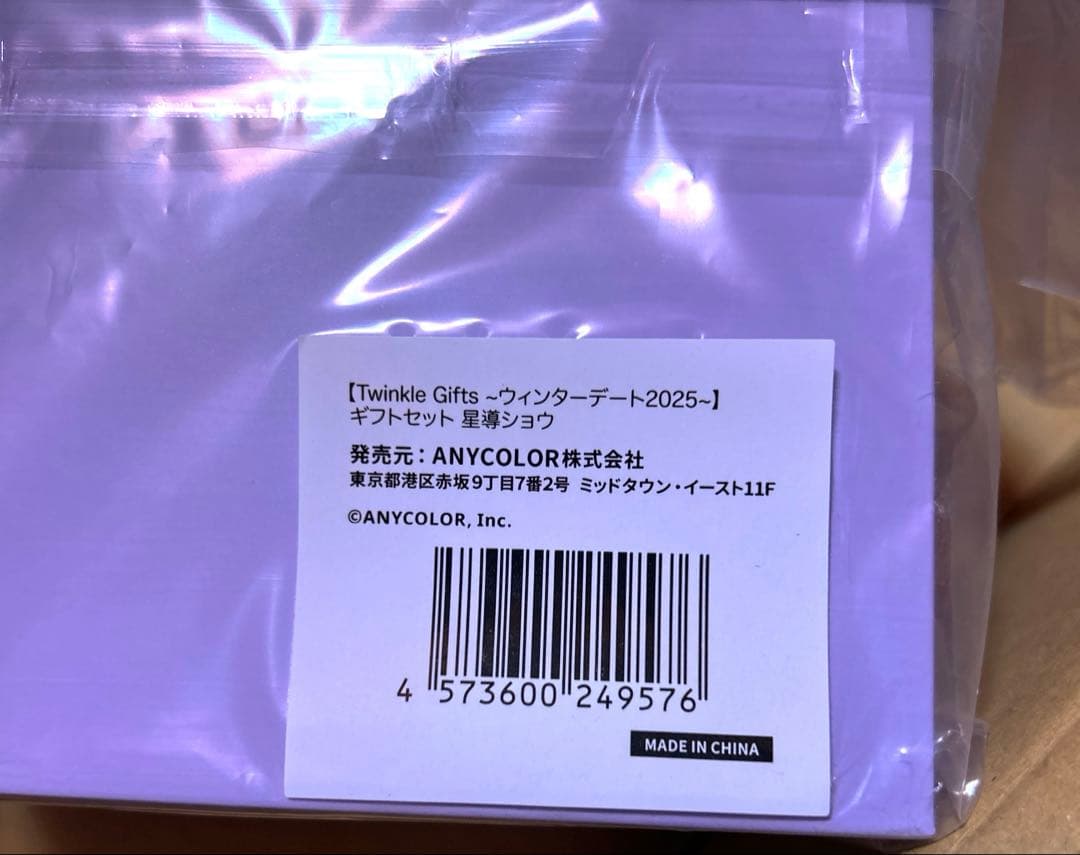 【Twinkle Gifts ~ウィンターデート2025~】
ギフトセット 星導ショウ
発売元：ANYCOLOR株式会社
東京都港区赤坂9丁目7番2号 ミッドタウン・イースト11F
©ANYCOLOR, Inc.
4 573600 249576
MADE IN CHINA